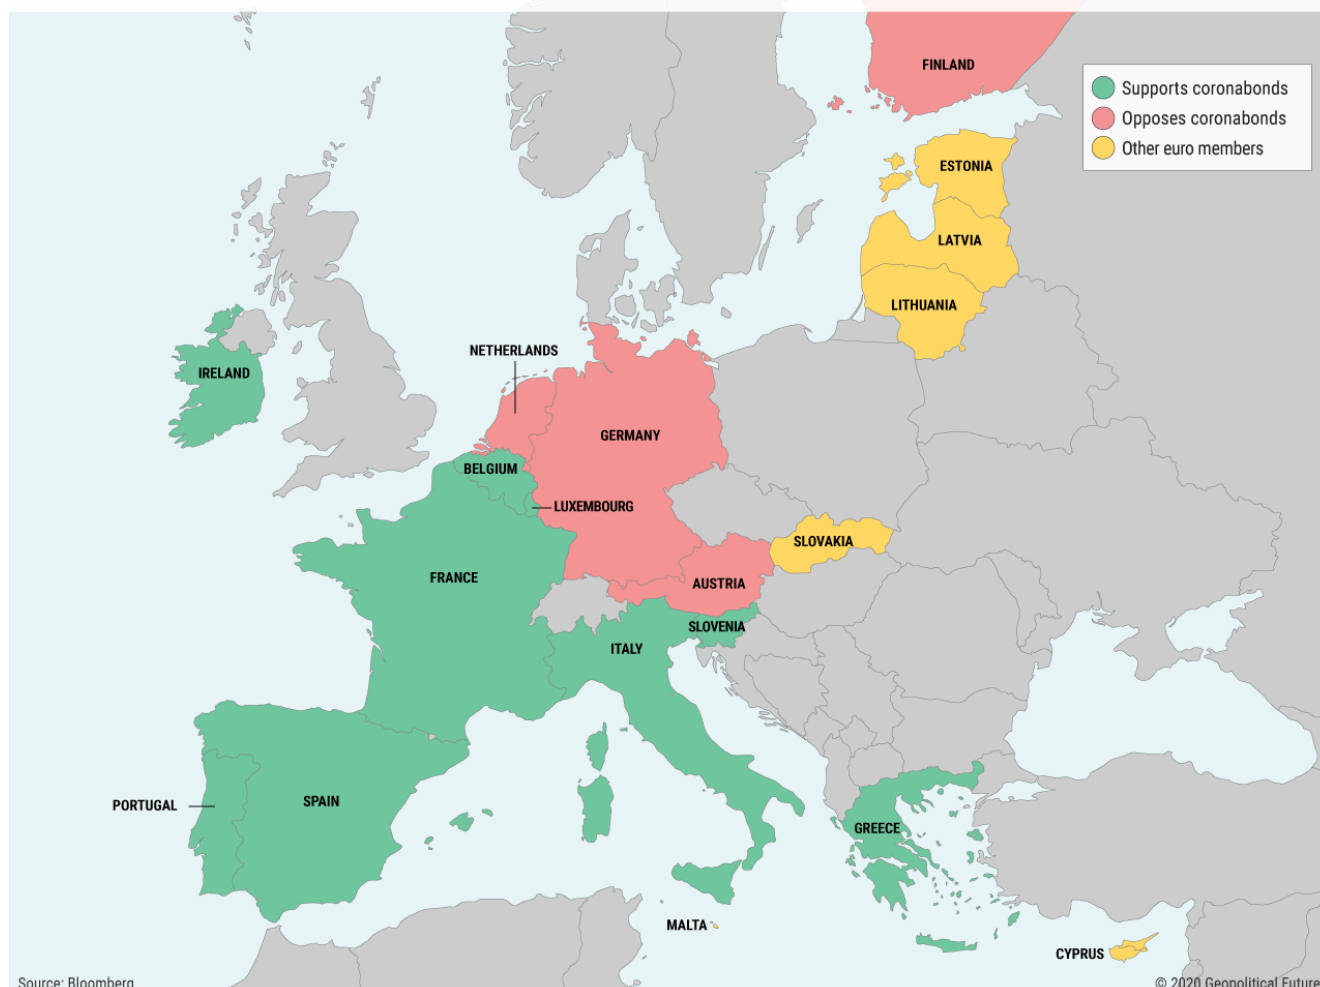 FINLAND
Supports coronabonds
Opposes coronabonds
Other euro members
ESTONIA
LATVIA
LITHUANIA
NETHERLANDS
IRELAND
GERMANY
BELGIUM
LUXEMBOURG
SLOVAKIA
FRANCE
AUSTRIA
SLOVENIA
ITALY
PORTUGAL
SPAIN
GREECE
MALTA
CYPRUS
Source: Bloomberg
© 2020 Geopolitical Future